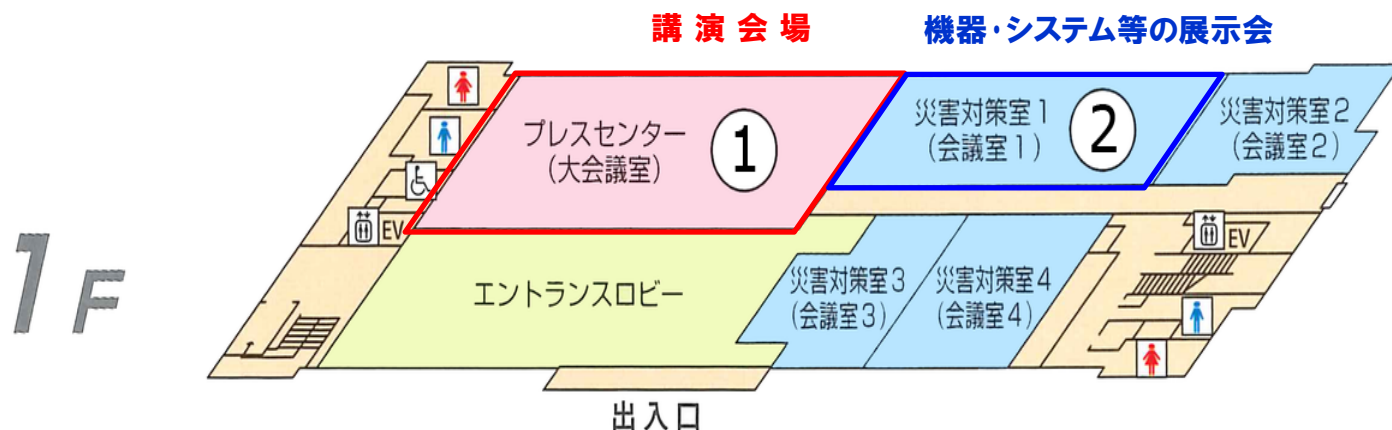 講演会場
機器・システム等の展示会
プレスセンター
(大会議室)
1
災害対策室1
(会議室1)
2
災害対策室2
(会議室2)
EV
エントランスロビー
災害対策室3
(会議室3)
災害対策室4
(会議室4)
EV
1F
出入口